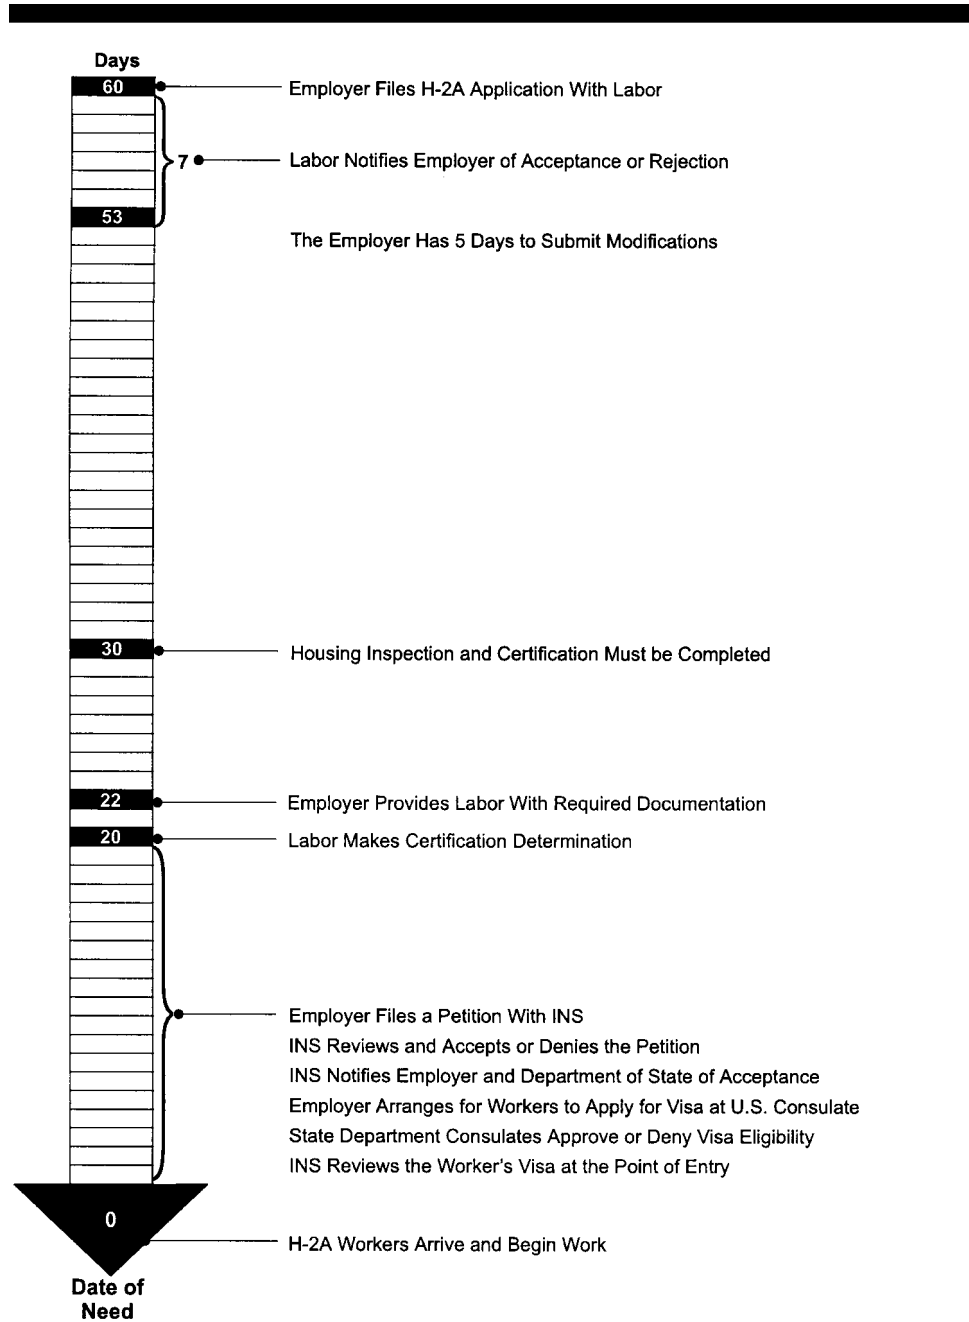 Days
60
Employer Files H-2A Application With Labor
7
Labor Notifies Employer of Acceptance or Rejection
53
The Employer Has 5 Days to Submit Modifications
30
Housing Inspection and Certification Must be Completed
22
Employer Provides Labor With Required Documentation
20
Labor Makes Certification Determination
Employer Files a Petition With INS
INS Reviews and Accepts or Denies the Petition
INS Notifies Employer and Department of State of Acceptance
Employer Arranges for Workers to Apply for Visa at U.S. Consulate
State Department Consulates Approve or Deny Visa Eligibility
INS Reviews the Worker's Visa at the Point of Entry
0
H-2A Workers Arrive and Begin Work
Date of
Need